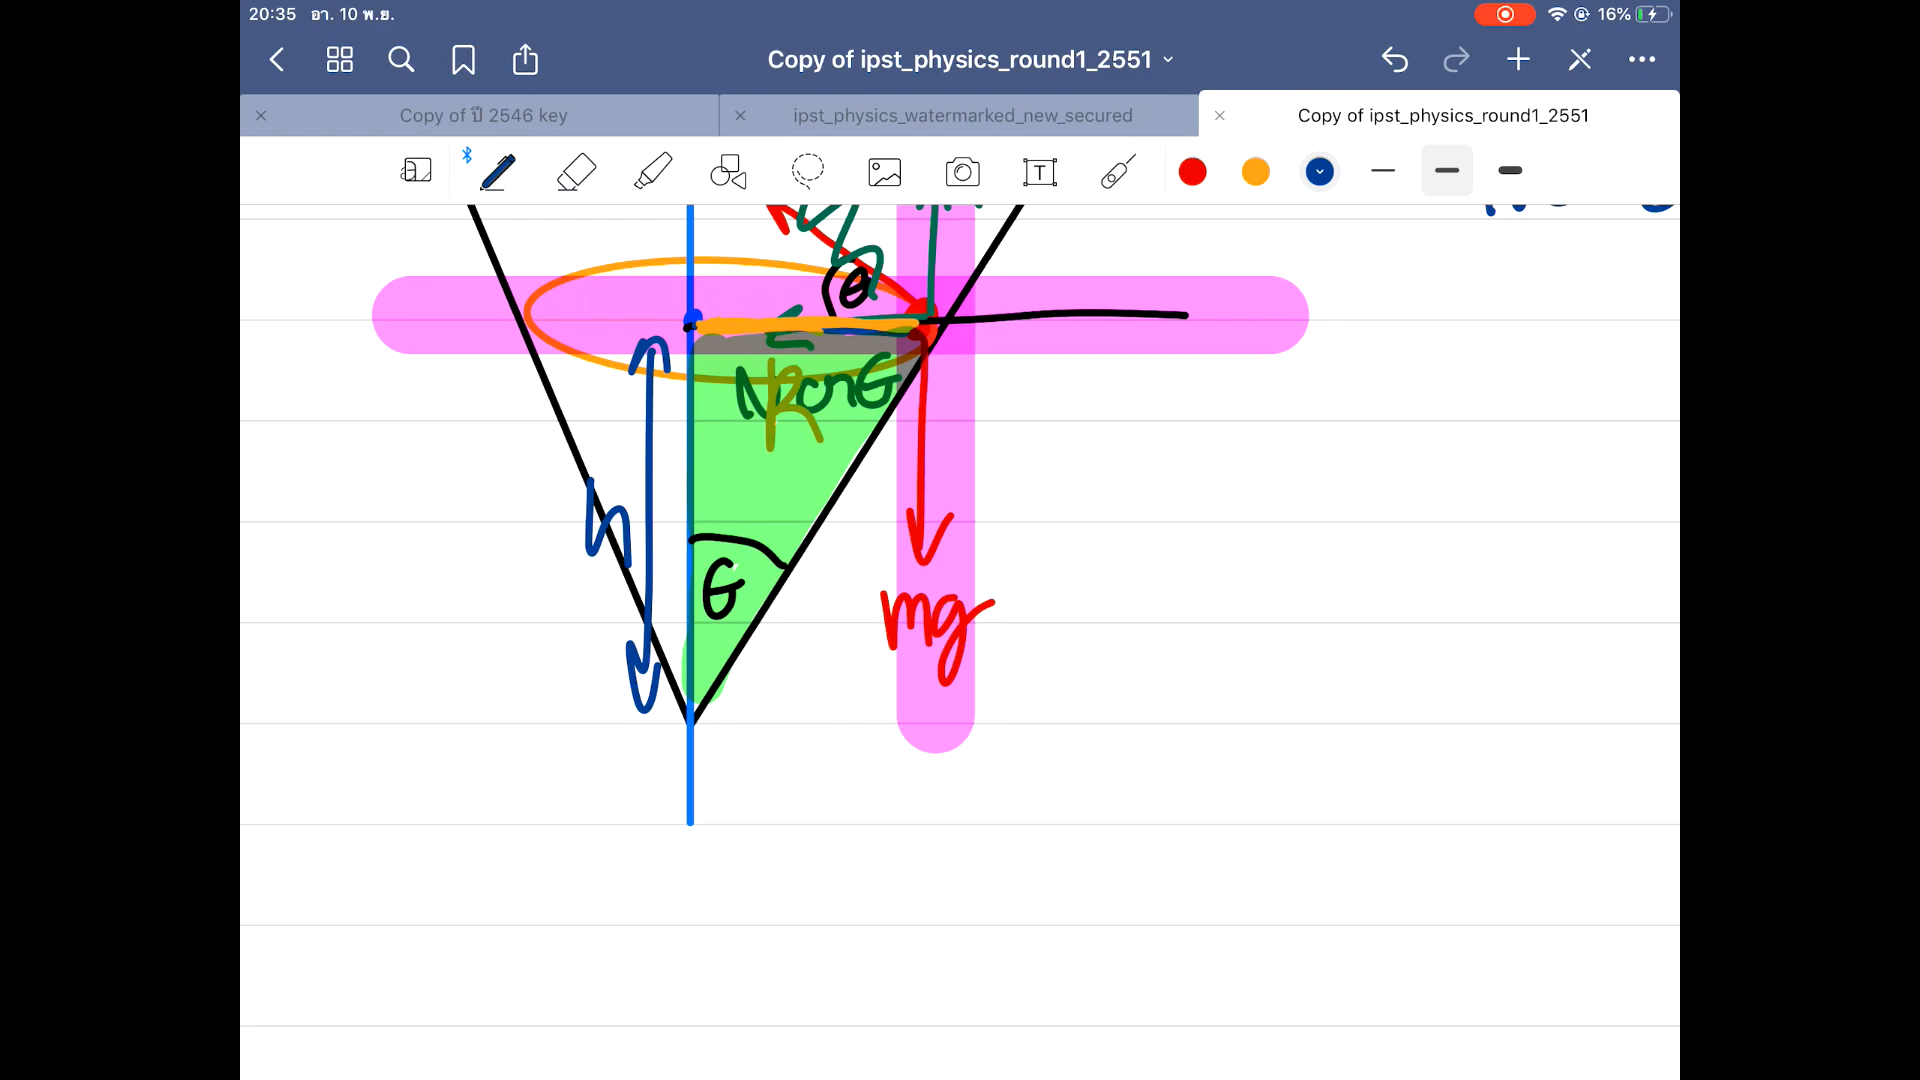 20:35 อา. 10 พ.ย. 16%
Copy of ipst_physics_round1_2551
Copy of ปี 2546 key
ipst_physics_watermarked_new_secured
Copy of ipst_physics_round1_2551
T
θ
R
h
θ
mg